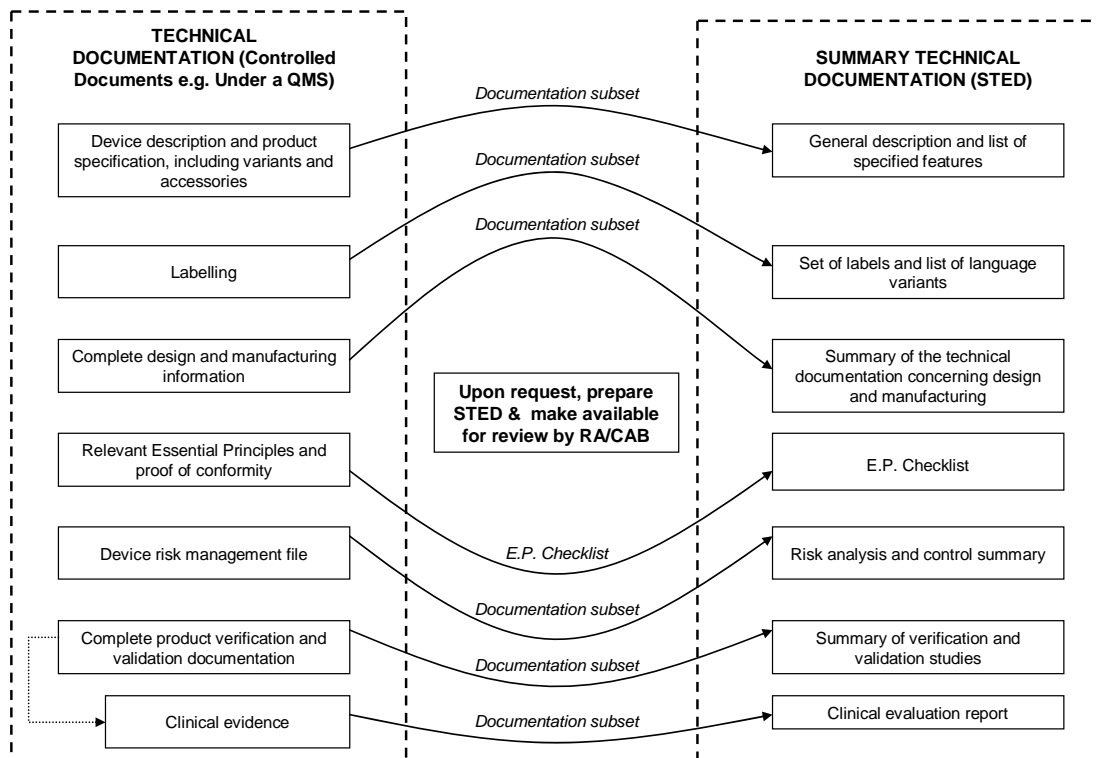 TECHNICAL
DOCUMENTATION (Controlled
Documents e.g. Under a QMS)
SUMMARY TECHNICAL
DOCUMENTATION (STED)
Documentation subset
Device description and product
specification, including variants and
accessories
General description and list of
specified features
Documentation subset
Documentation subset
Labelling
Set of labels and list of language
variants
Complete design and manufacturing
information
Summary of the technical
documentation concerning design
and manufacturing
Upon request, prepare
STED & make available
for review by RA/CAB
Relevant Essential Principles and
proof of conformity
E.P. Checklist
E.P. Checklist
Device risk management file
Risk analysis and control summary
Documentation subset
Complete product verification and
validation documentation
Summary of verification and
validation studies
Documentation subset
Clinical evidence
Documentation subset
Clinical evaluation report